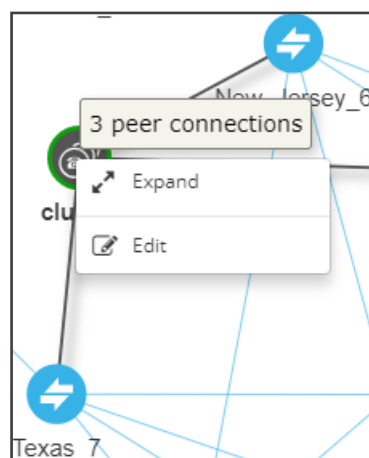 New_Jersey_6
3 peer connections
Expand
clu
Edit
Texas_7